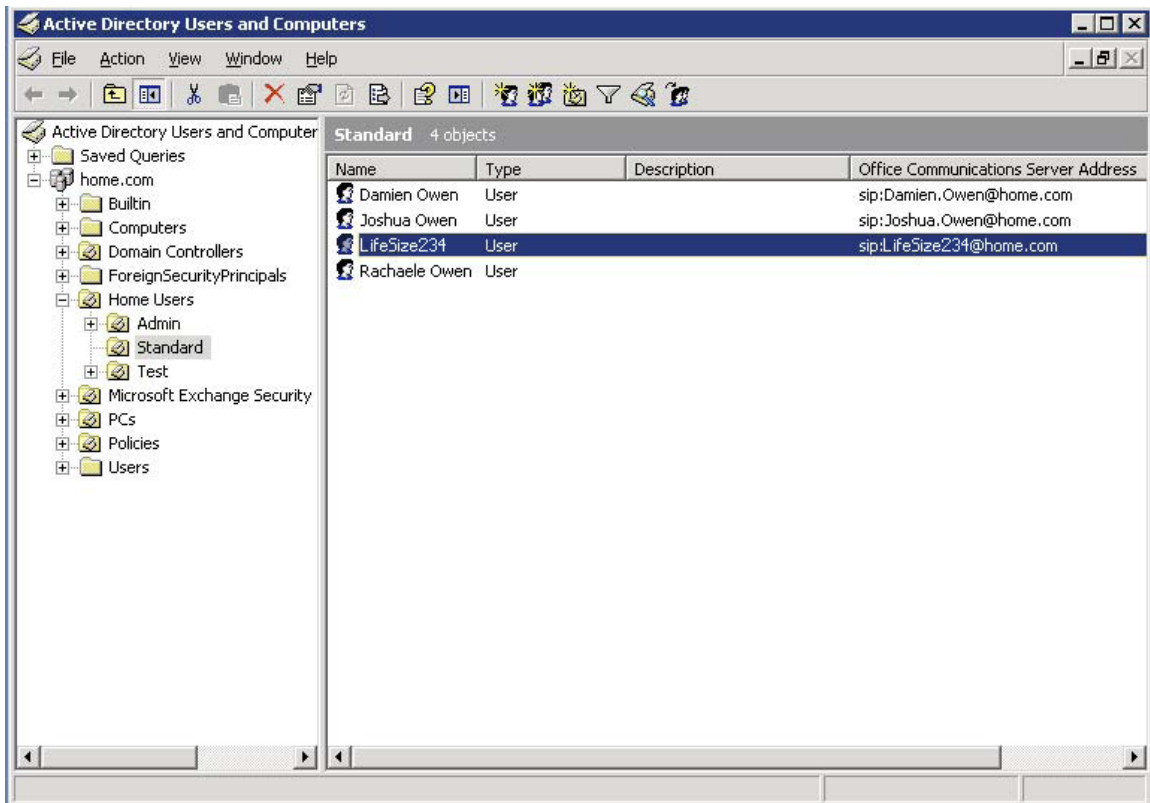 Active Directory Users and Computers
File Action View Window Help
Active Directory Users and Computer
Saved Queries
home.com
Builtin
Computers
Domain Controllers
ForeignSecurityPrincipals
Home Users
Admin
Standard
Test
Microsoft Exchange Security
PCs
Policies
Users
Standard 4 objects
Name Type Description Office Communications Server Address
Damien Owen User sip:Damien.Owen@home.com
Joshua Owen User sip:Joshua.Owen@home.com
LifeSize234 User sip:LifeSize234@home.com
Rachaele Owen User